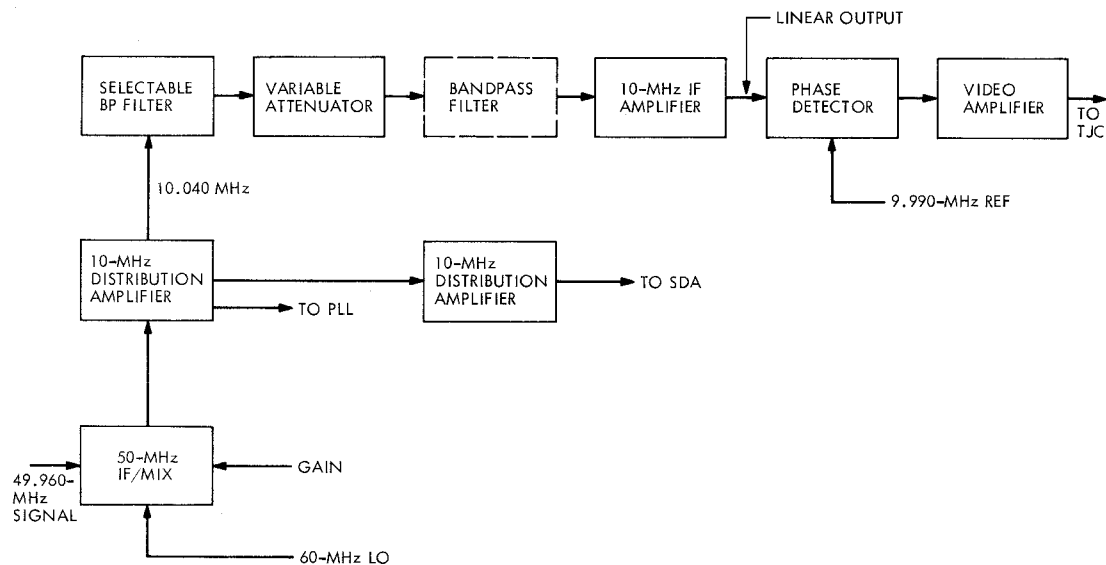 LINEAR OUTPUT
SELECTABLE
BP FILTER
VARIABLE
ATTENUATOR
BANDPASS
FILTER
10-MHz IF
AMPLIFIER
PHASE
DETECTOR
VIDEO
AMPLIFIER
TO
TJC
10.040 MHz
9.990-MHz REF
10-MHz
DISTRIBUTION
AMPLIFIER
10-MHz
DISTRIBUTION
AMPLIFIER
TO SDA
TO PLL
50-MHz
IF/MIX
GAIN
49.960-
MHz
SIGNAL
60-MHz LO